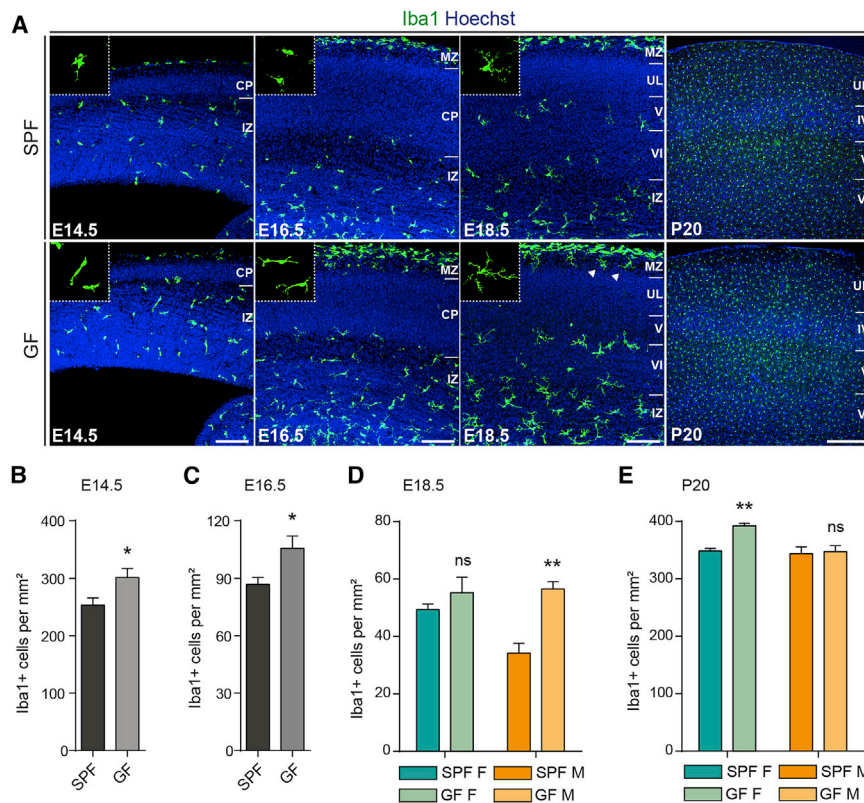 Iba1 Hoechst
A
SPF
CP
IZ
E14.5
MZ
CP
IZ
E16.5
MZ
UL
V
VI
IZ
E18.5
UL
IV
V
P20
GF
CP
IZ
E14.5
MZ
CP
IZ
E16.5
MZ
UL
V
VI
IZ
E18.5
P20
B
E14.5
Iba1+ cells per mm²
400
300
200
100
0
*
SPF
GF
C
E16.5
Iba1+ cells per mm²
120
90
60
30
0
*
SPF
GF
D
E18.5
Iba1+ cells per mm²
80
60
40
20
0
ns
**
SPF F
SPF M
GF F
GF M
E
P20
Iba1+ cells per mm²
400
300
200
100
0
**
ns
SPF F
SPF M
GF F
GF M